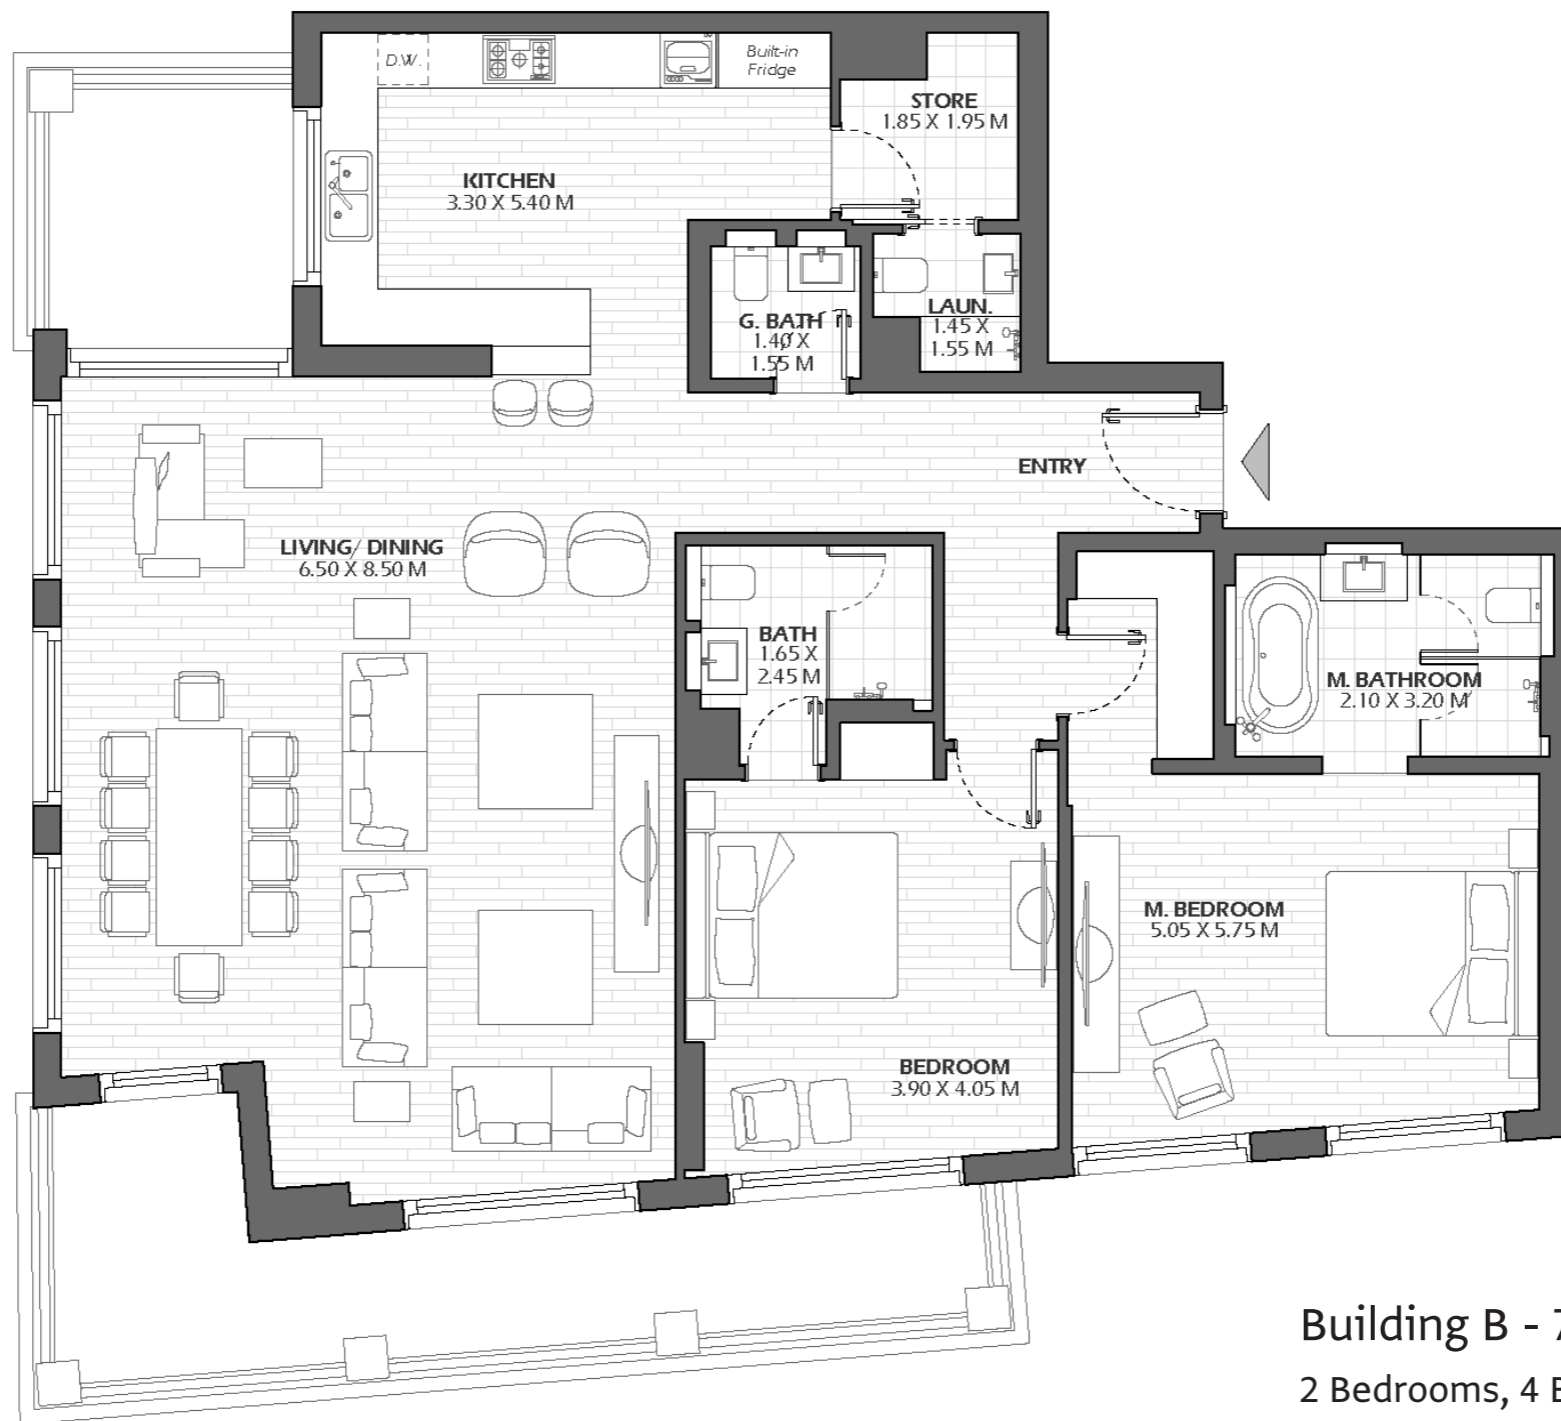 D.W.
Built-in
Fridge
STORE
1.85 X 1.95 M
KITCHEN
3.30 X 5.40 M
G. BATH
1.40 X
1.55 M
LAUN.
1.45 X
1.55 M
ENTRY
LIVING/ DINING
6.50 X 8.50 M
BATH
1.65 X
2.45 M
M. BATHROOM
2.10 X 3.20 M
M. BEDROOM
5.05 X 5.75 M
BEDROOM
3.90 X 4.05 M
Building B -
2 Bedrooms, 4